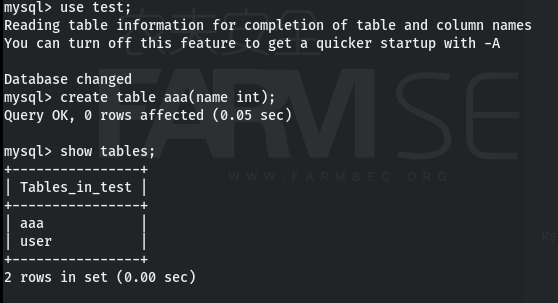 mysql> use test;
Reading table information for completion of table and column names
You can turn off this feature to get a quicker startup with -A
Database changed
mysql> create table aaa(name int);
Query OK, 0 rows affected (0.05 sec)
mysql> show tables;
+----------------+
| Tables_in_test |
+----------------+
| aaa            |
| user           |
+----------------+
2 rows in set (0.00 sec)
FARMSE
WWW.FARMSEC.ORG
Re